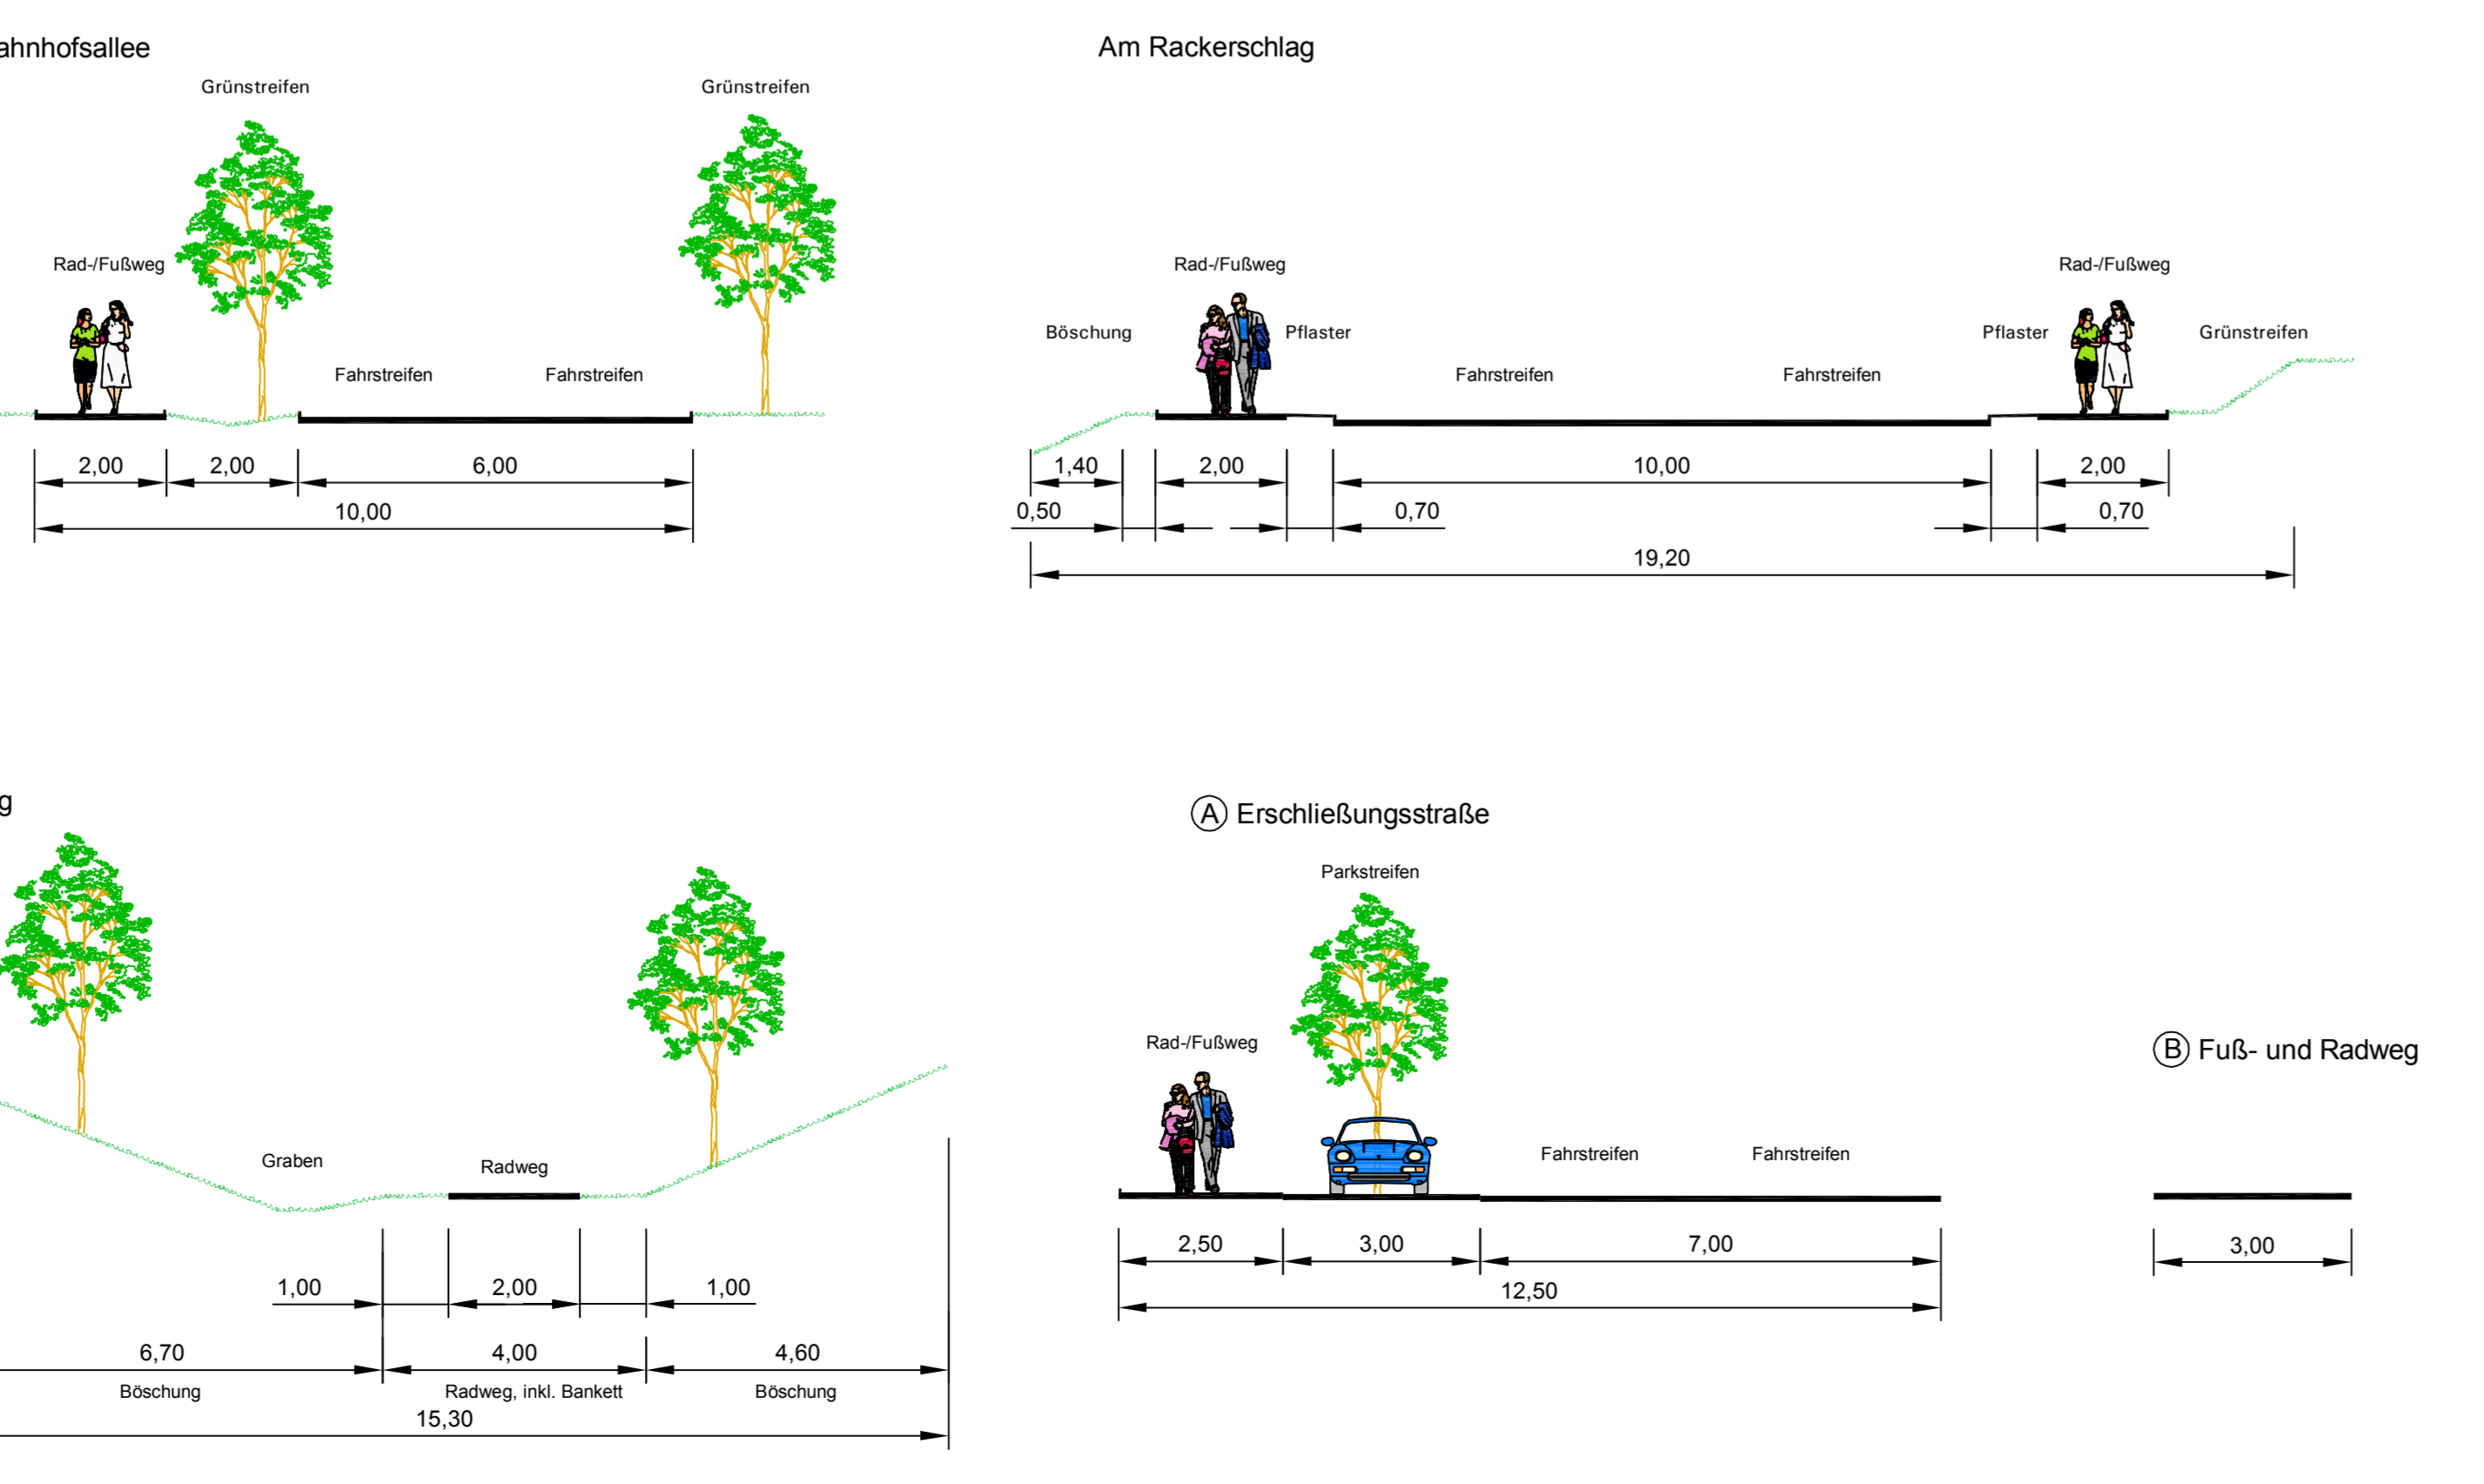 ahnhofsallee
Grünstreifen
Grünstreifen
Rad-/Fußweg
Fahrstreifen
Fahrstreifen
2,00
2,00
6,00
10,00
Am Rackerschlag
Rad-/Fußweg
Rad-/Fußweg
Böschung
Pflaster
Pflaster
Grünstreifen
Fahrstreifen
Fahrstreifen
1,40
2,00
10,00
2,00
0,50
0,70
0,70
19,20
g
Graben
Radweg
1,00
2,00
1,00
6,70
4,00
4,60
Böschung
Radweg, inkl. Bankett
Böschung
15,30
A Erschließungsstraße
Parkstreifen
Rad-/Fußweg
Fahrstreifen
Fahrstreifen
2,50
3,00
7,00
12,50
B Fuß- und Radweg
3,00